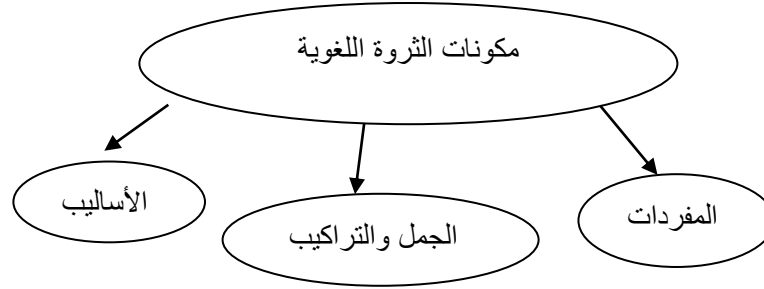 مكونات الثروة اللغوية
المفردات
الجمل والتراكيب
الأساليب